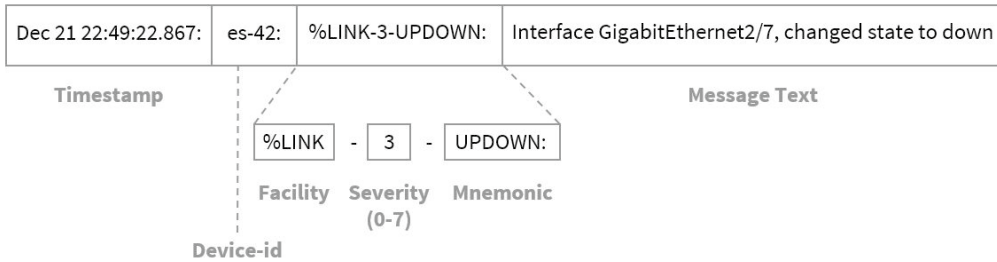 Dec 21 22:49:22.867: es-42: %LINK-3-UPDOWN: Interface GigabitEthernet2/7, changed state to down
Timestamp Message Text
%LINK - 3 - UPDOWN:
Facility Severity Mnemonic
(0-7)
Device-id